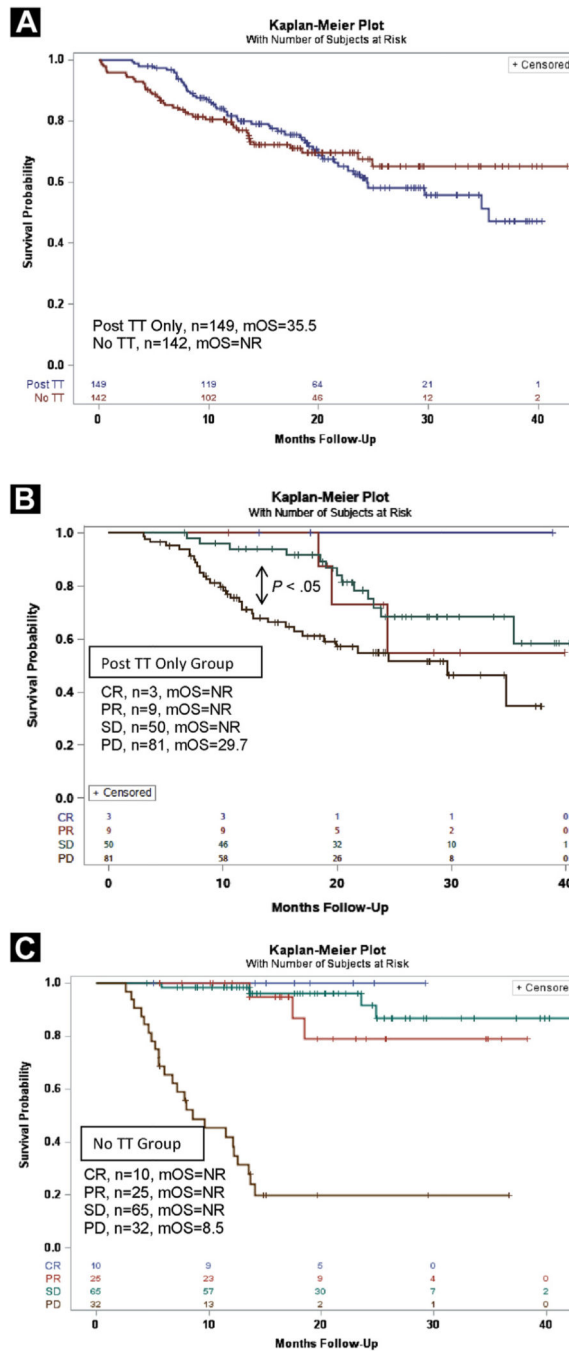 A
Kaplan-Meier Plot
With Number of Subjects at Risk
+ Censored
1.0
0.8
0.6
0.4
0.2
0.0
Survival Probability
Post TT Only, n=149, mOS=35.5
No TT, n=142, mOS=NR
Post TT 149 119 64 21 1
No TT 142 102 46 12 2
0 10 20 30 40
Months Follow-Up
B
Kaplan-Meier Plot
With Number of Subjects at Risk
1.0
0.8
0.6
0.4
0.2
0.0
Survival Probability
P < .05
Post TT Only Group
CR, n=3, mOS=NR
PR, n=9, mOS=NR
SD, n=50, mOS=NR
PD, n=81, mOS=29.7
+ Censored
CR 3 3 1 1 0
PR 9 9 5 2 0
SD 50 46 32 10 1
PD 81 58 26 8 0
0 10 20 30 40
Months Follow-Up
C
Kaplan-Meier Plot
With Number of Subjects at Risk
+ Censore
1.0
0.8
0.6
0.4
0.2
0.0
Survival Probability
No TT Group
CR, n=10, mOS=NR
PR, n=25, mOS=NR
SD, n=65, mOS=NR
PD, n=32, mOS=8.5
CR 10 9 5 0
PR 25 23 9 4 0
SD 65 57 30 7 2
PD 32 13 2 1 0
0 10 20 30 40
Months Follow-Up